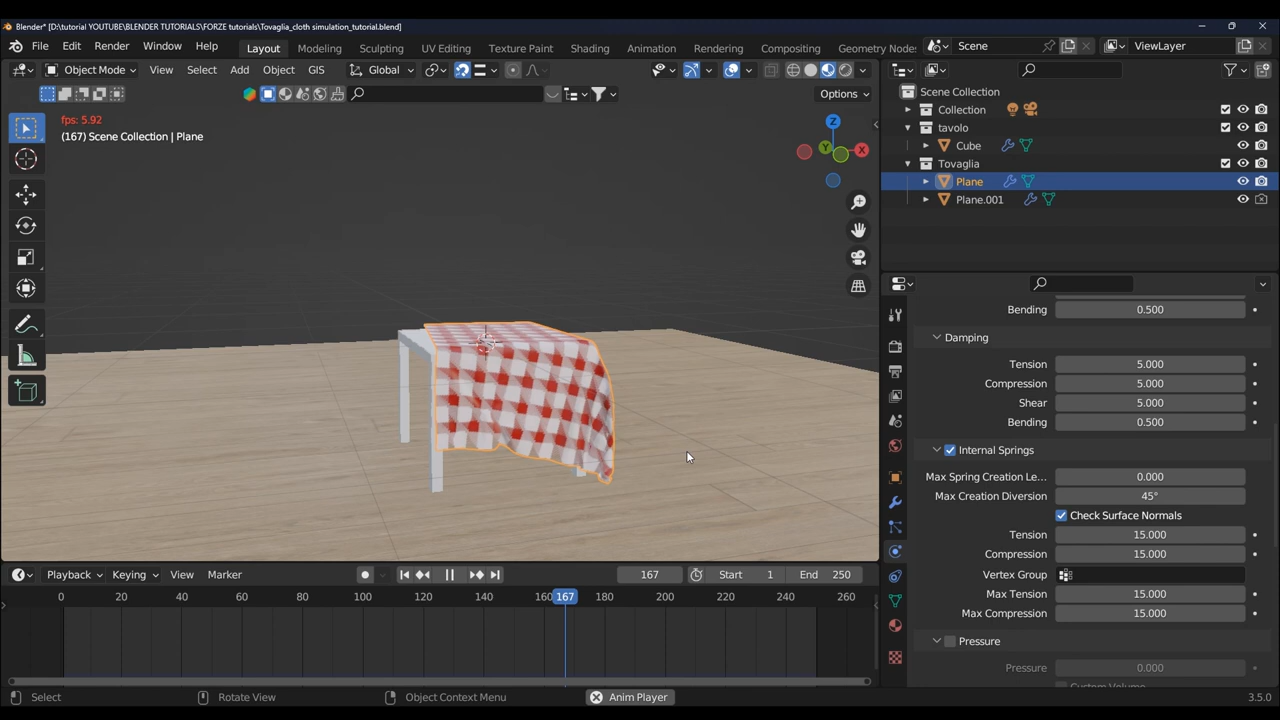 Blender* [D:\tutorial YOUTUBE\BLENDER TUTORIALS\FORZE tutorials\Tovaglia_cloth simulation_tutorial.blend]
File Edit Render Window Help Layout Modeling Sculpting UV Editing Texture Paint Shading Animation Rendering Compositing Geometry Node: Scene ViewLayer
Object Mode View Select Add Object GIS Global
Options
fps: 5.92
(167) Scene Collection | Plane
Z
X
Y
Scene Collection
Collection
tavolo
Cube
Tovaglia
Plane
Plane.001
Bending 0.500
Damping
Tension 5.000
Compression 5.000
Shear 5.000
Bending 0.500
Internal Springs
Max Spring Creation Le... 0.000
Max Creation Diversion 45°
Check Surface Normals
Tension 15.000
Compression 15.000
Vertex Group
Max Tension 15.000
Max Compression 15.000
Pressure
Pressure 0.000
Playback Keying View Marker 167 Start 1 End 250
0 20 40 60 80 100 120 140 160 167 180 200 220 240 260
Select Rotate View Object Context Menu Anim Player 3.5.0